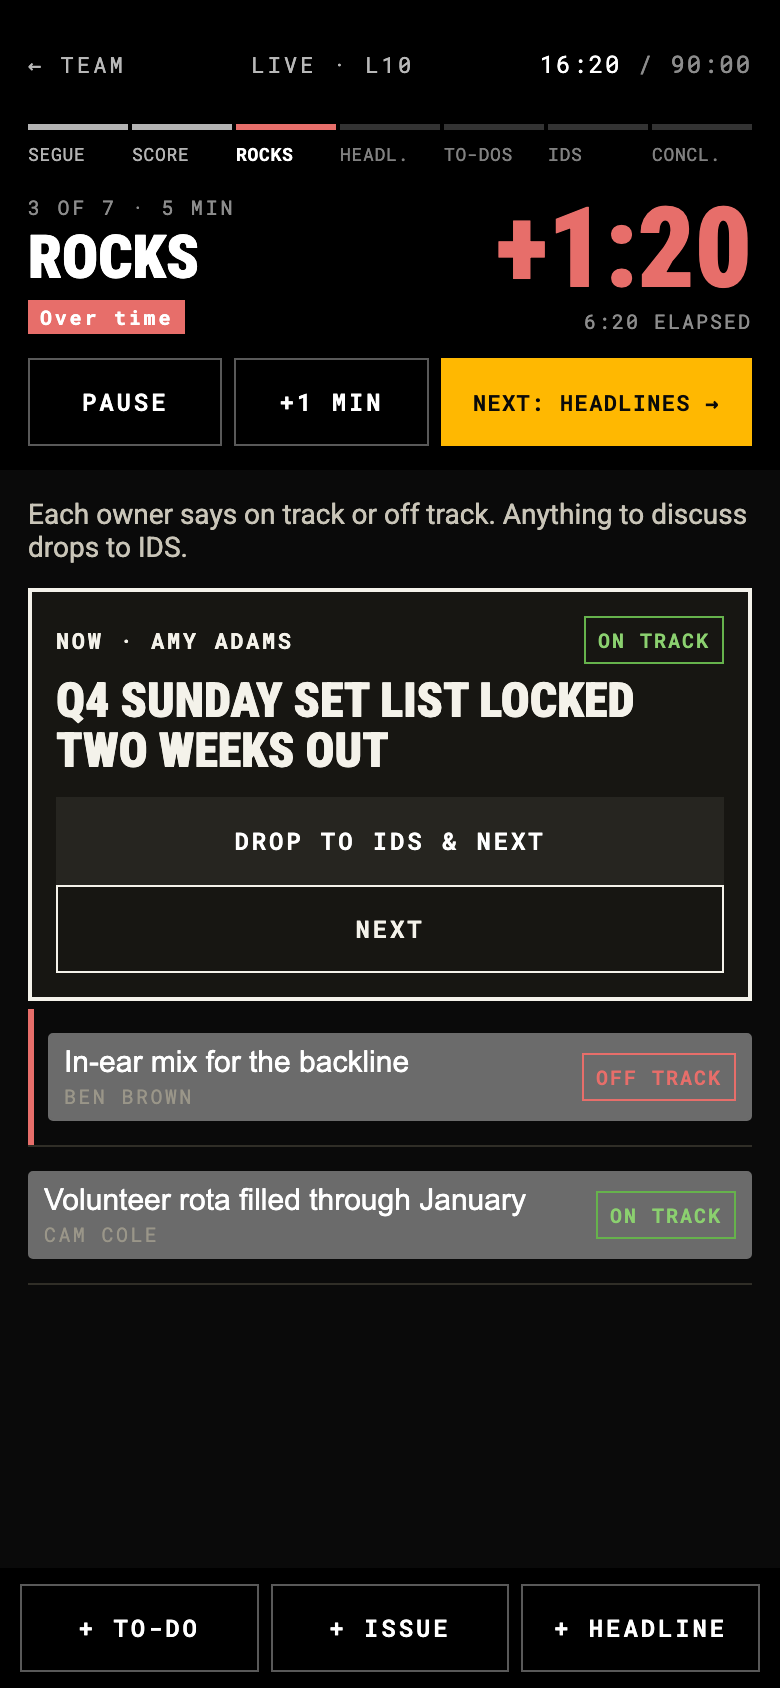 ← TEAM
LIVE · L10
16:20 / 90:00
SEGUE
SCORE
ROCKS
HEADL.
TO-DOS
IDS
CONCL.
3 OF 7 · 5 MIN
ROCKS
Over time
+1:20
6:20 ELAPSED
PAUSE
+1 MIN
NEXT: HEADLINES →
Each owner says on track or off track. Anything to discuss
drops to IDS.
NOW · AMY ADAMS
ON TRACK
Q4 SUNDAY SET LIST LOCKED
TWO WEEKS OUT
DROP TO IDS & NEXT
NEXT
In-ear mix for the backline
BEN BROWN
OFF TRACK
Volunteer rota filled through January
CAM COLE
ON TRACK
+ TO-DO
+ ISSUE
+ HEADLINE